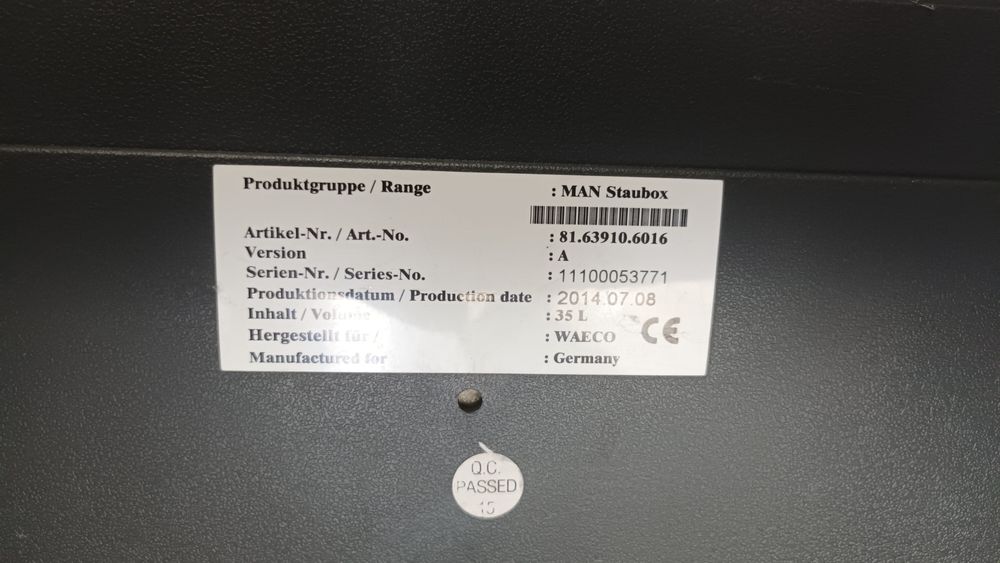 Produktgruppe / Range : MAN Staubox
Artikel-Nr. / Art.-No. : 81.63910.6016
Version : A
Serien-Nr. / Series-No. : 11100053771
Produktionsdatum / Production date : 2014.07.08
Inhalt / Volume : 35 L
Hergestellt für / : WAECO CE
Manufactured for : Germany
Q.C.
PASSED
15